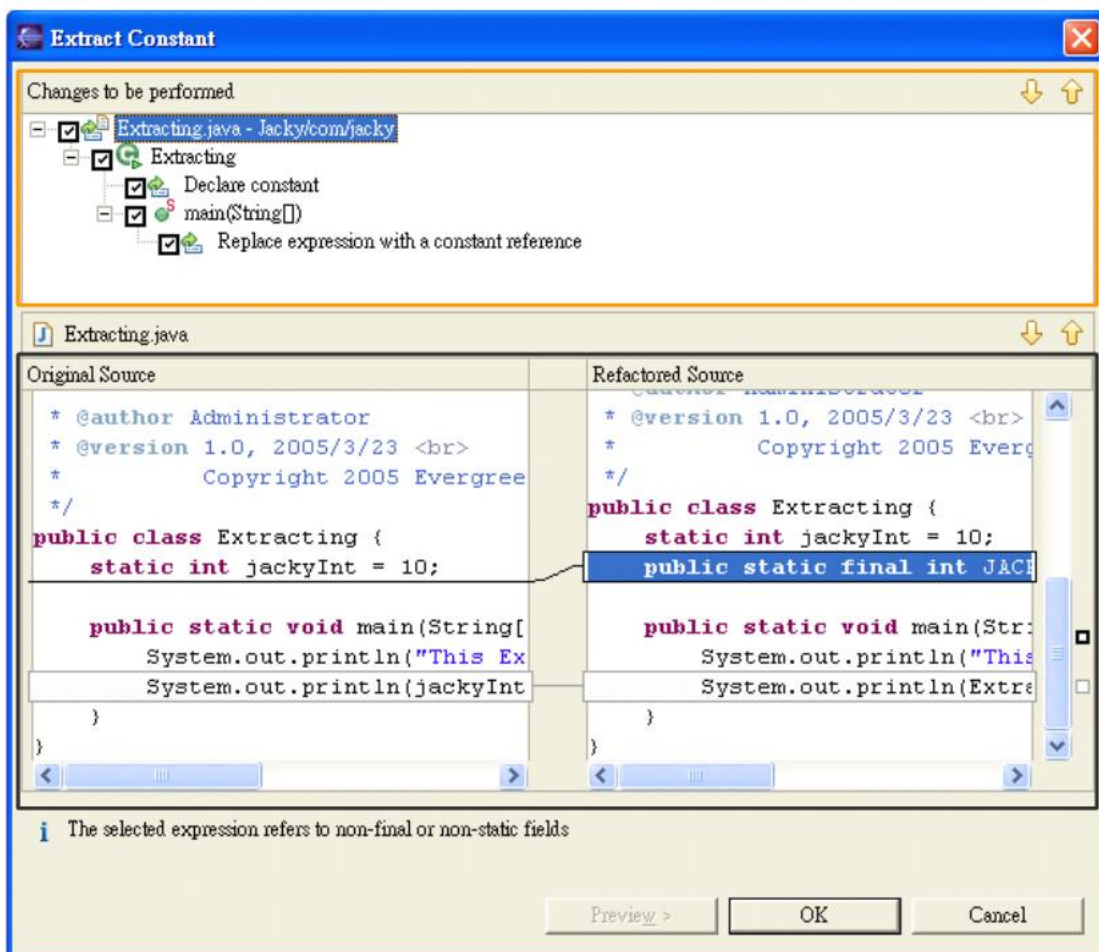 Extract Constant
Changes to be performed
Extracting.java - Jacky/com/jacky
Extracting
Declare constant
main(String[])
Replace expression with a constant reference
Extracting.java
Original Source
* @author Administrator
* @version 1.0, 2005/3/23 <br>
* Copyright 2005 Evergree
*/
public class Extracting {
static int jackyInt = 10;
public static void main(String[
System.out.println("This Ex
System.out.println(jackyInt
}
}
Refactored Source
* @version 1.0, 2005/3/23 <br>
* Copyright 2005 Everg
*/
public class Extracting {
static int jackyInt = 10;
public static final int JACK
public static void main(Stri
System.out.println("This
System.out.println(Extra
}
}
i The selected expression refers to non-final or non-static fields
Preview >
OK
Cancel